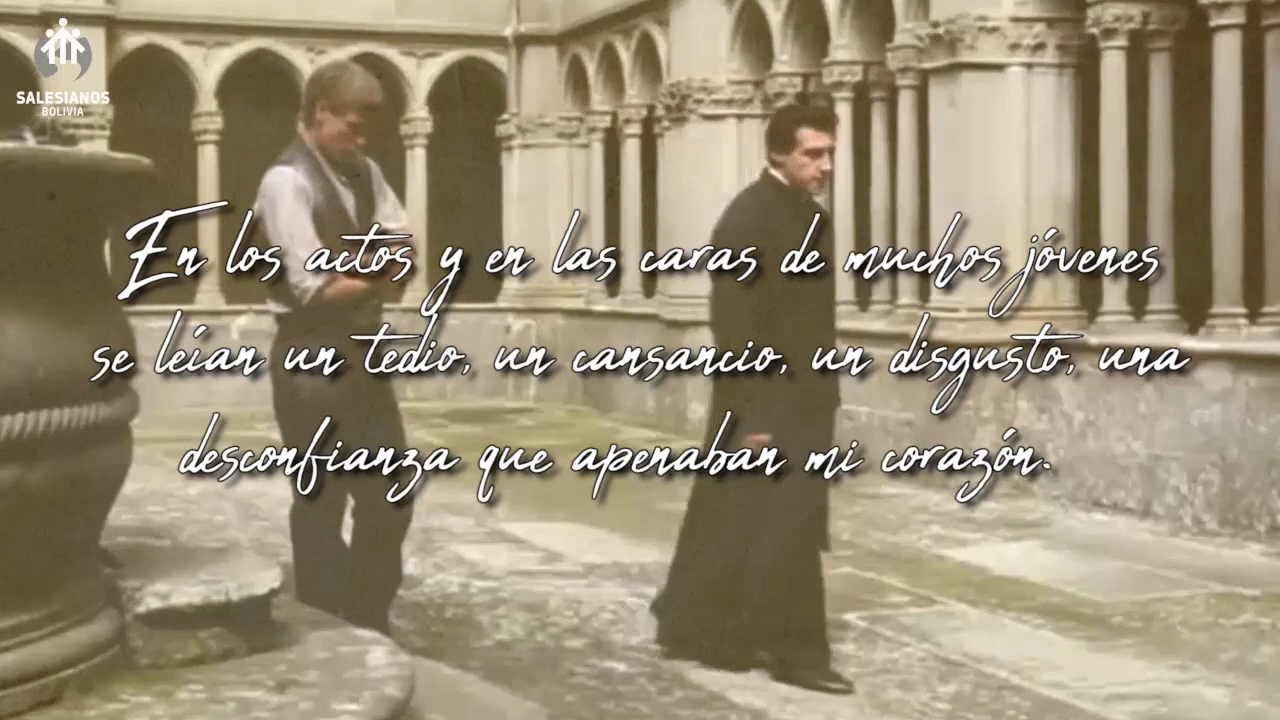 SALESIANOS
BOLIVIA
En los actos y en las caras de muchos jóvenes
se leían un tedio, un cansancio, un disgusto, una
desconfianza que apenaban mi corazón.